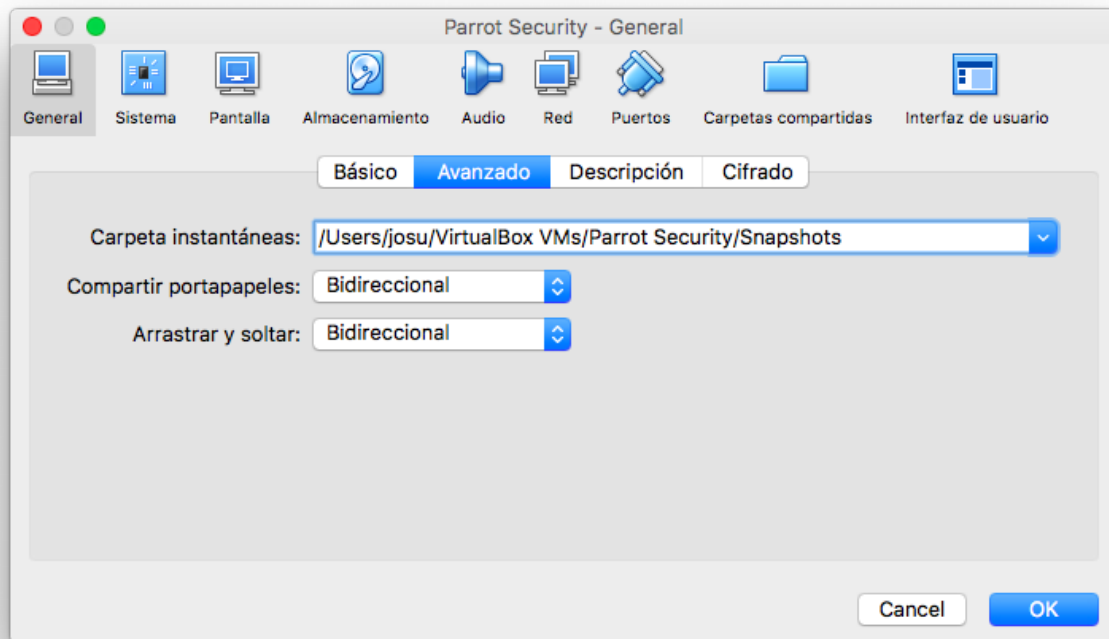 Parrot Security - General
General Sistema Pantalla Almacenamiento Audio Red Puertos Carpetas compartidas Interfaz de usuario
Básico Avanzado Descripción Cifrado
Carpeta instantáneas: /Users/josu/VirtualBox VMs/Parrot Security/Snapshots
Compartir portapapeles: Bidireccional
Arrastrar y soltar: Bidireccional
Cancel OK